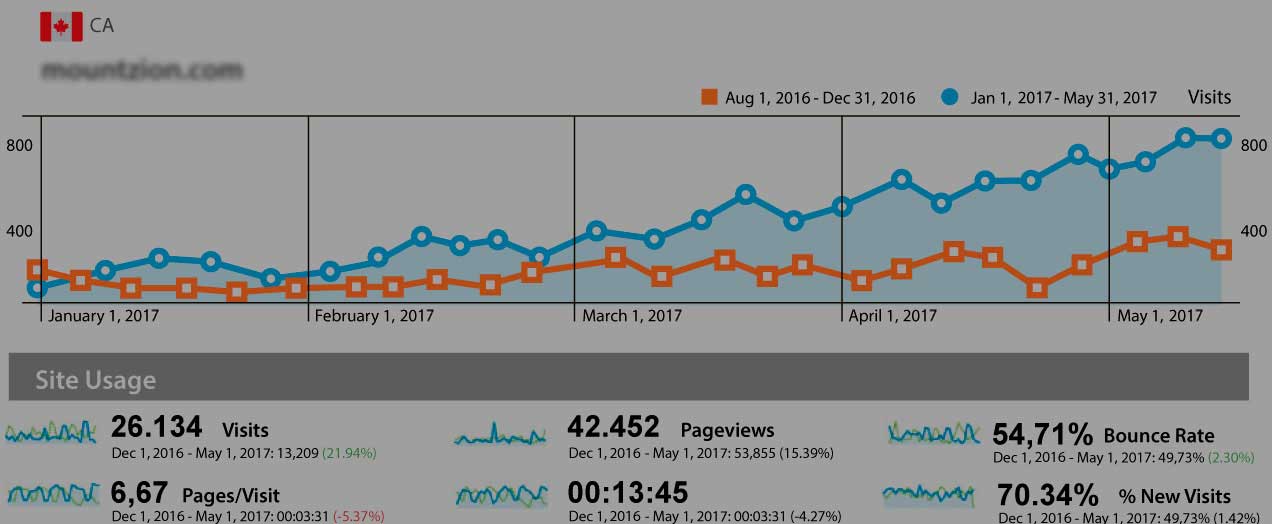 CA
mountzion.com
Aug 1, 2016 - Dec 31, 2016 Jan 1, 2017 - May 31, 2017 Visits
800 800
400 400
January 1, 2017 February 1, 2017 March 1, 2017 April 1, 2017 May 1, 2017
Site Usage
26.134 Visits 42.452 Pageviews 54,71% Bounce Rate
Dec 1, 2016 - May 1, 2017: 13,209 (21.94%) Dec 1, 2016 - May 1, 2017: 53,855 (15.39%) Dec 1, 2016 - May 1, 2017: 49,73% (2.30%)
6,67 Pages/Visit 00:13:45 70.34% % New Visits
Dec 1, 2016 - May 1, 2017: 00:03:31 (-5.37%) Dec 1, 2016 - May 1, 2017: 00:03:31 (-4.27%) Dec 1, 2016 - May 1, 2017: 49,73% (1.42%)